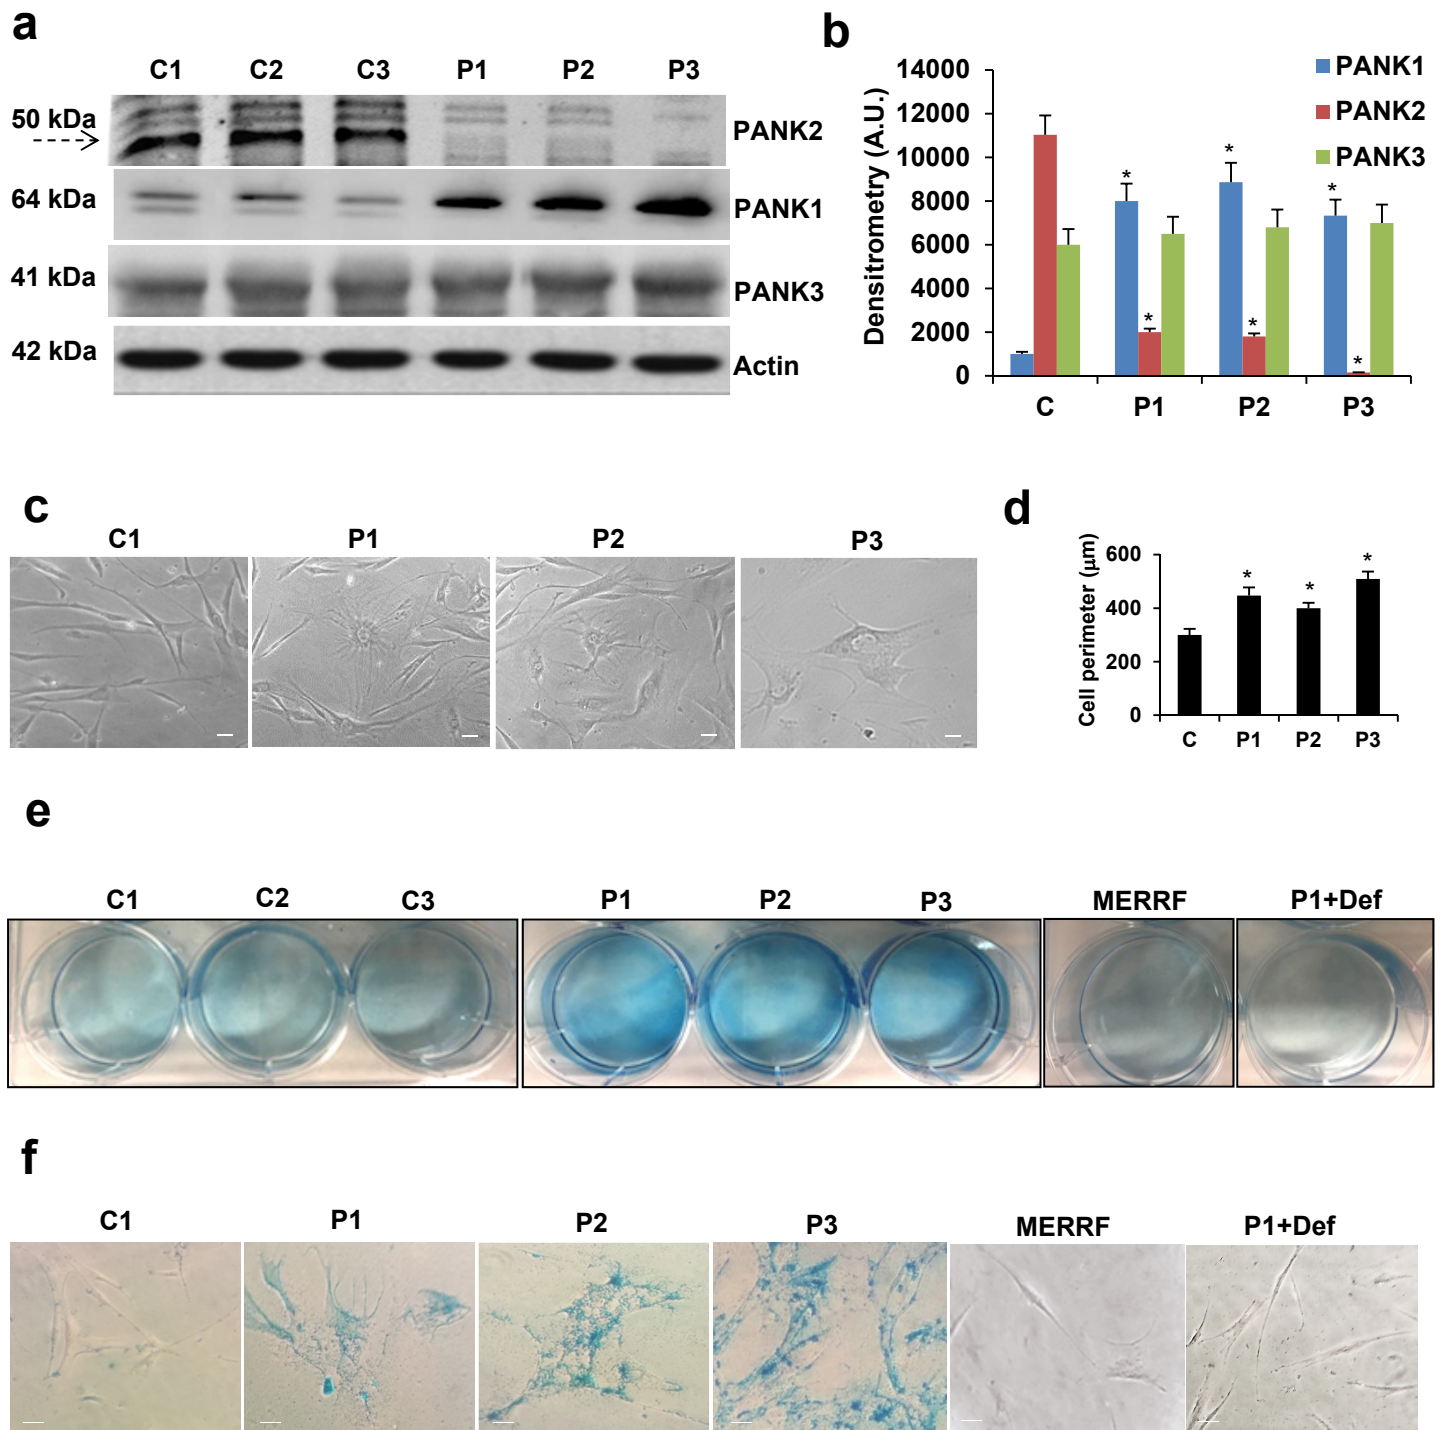 a
C1 C2 C3 P1 P2 P3
50 kDa
PANK2
64 kDa
PANK1
41 kDa
PANK3
42 kDa
Actin
b
Densitrometry (A.U.)
14000
12000
10000
8000
6000
4000
2000
0
PANK1
PANK2
PANK3
* * *
* * *
C P1 P2 P3
c
C1 P1 P2 P3
d
Cell perimeter (µm)
600
400
200
0
* * *
C P1 P2 P3
e
C1 C2 C3 P1 P2 P3 MERRF P1+Def
f
C1 P1 P2 P3 MERRF P1+Def